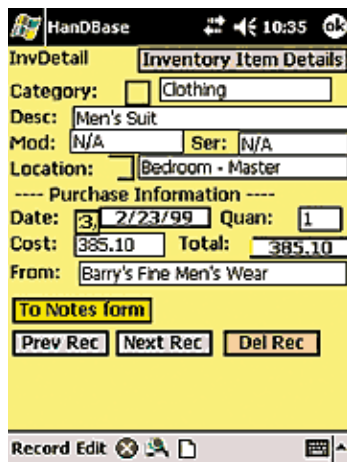 HanDBase 10:35 ok
InvDetail Inventory Item Details
Category: Clothing
Desc: Men's Suit
Mod: N/A Ser: N/A
Location: Bedroom - Master
---- Purchase Information ----
Date: 3, 2/23/99 Quan: 1
Cost: 385.10 Total: 385.10
From: Barry's Fine Men's Wear
To Notes form
Prev Rec Next Rec Del Rec
Record Edit